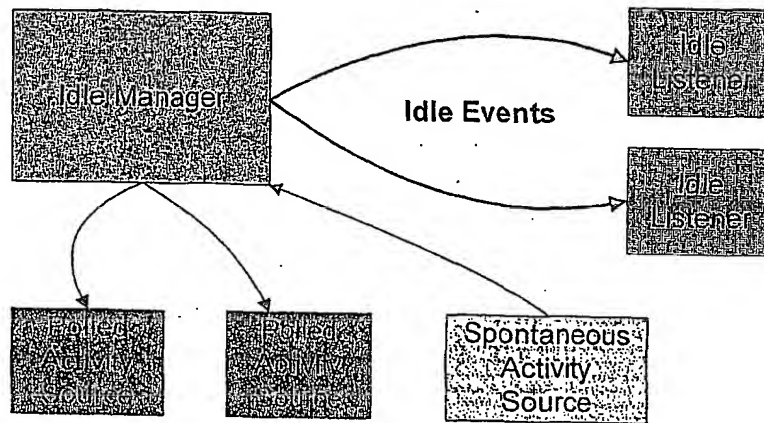 Idle Manager
Idle Events
Idle
Listener
Idle
Listener
Polled
Activity
Source
Polled
Activity
Source
Spontaneous
Activity
Source